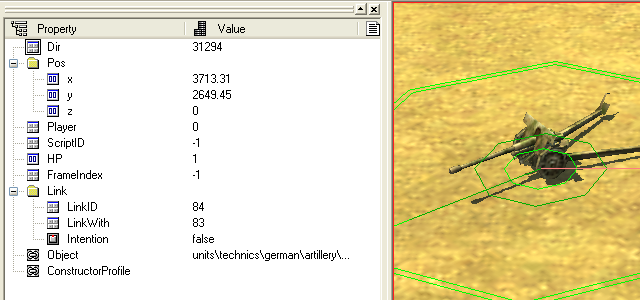 Property Value
Dir 31294
Pos
x 3713.31
y 2649.45
z 0
Player 0
ScriptID -1
HP 1
FrameIndex -1
Link
LinkID 84
LinkWith 83
Intention false
Object units\technics\german\artillery\...
ConstructorProfile